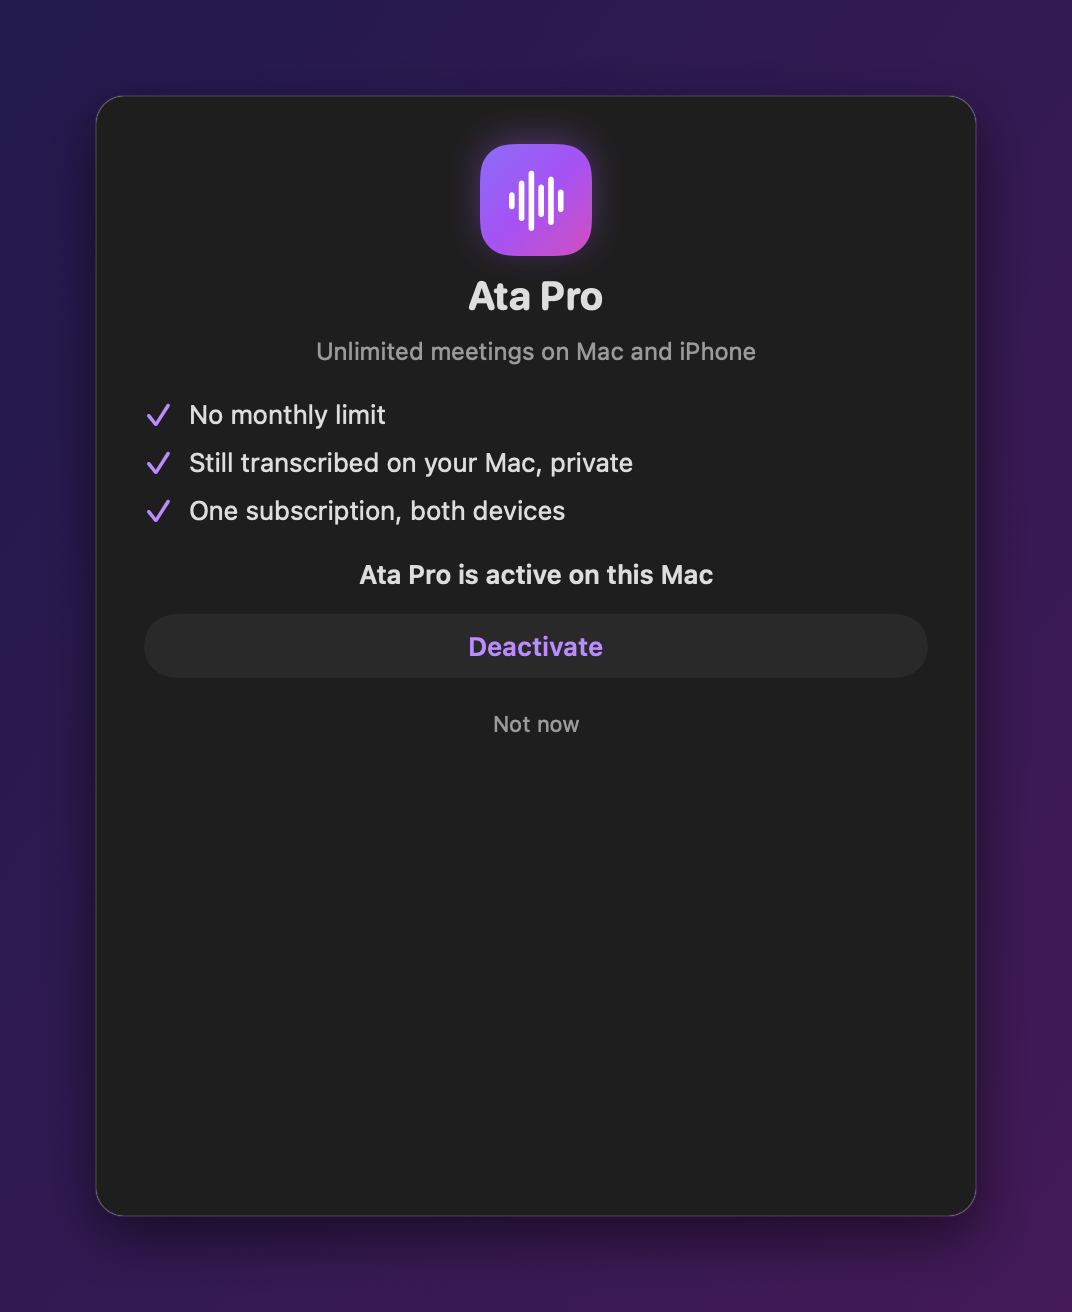 Ata Pro
Unlimited meetings on Mac and iPhone
No monthly limit
Still transcribed on your Mac, private
One subscription, both devices
Ata Pro is active on this Mac
Deactivate
Not now